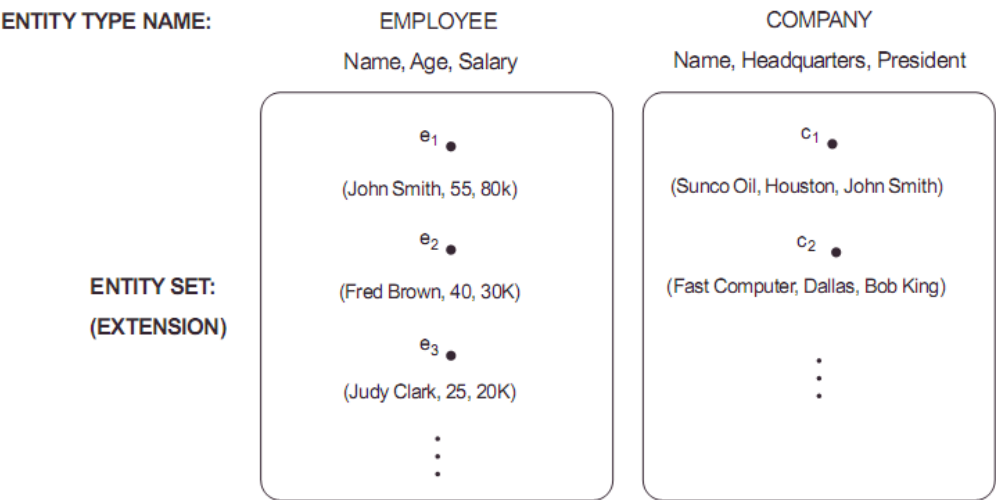 ENTITY TYPE NAME:
EMPLOYEE
COMPANY
Name, Age, Salary
Name, Headquarters, President
e1
(John Smith, 55, 80k)
e2
(Fred Brown, 40, 30K)
e3
(Judy Clark, 25, 20K)
c1
(Sunco Oil, Houston, John Smith)
c2
(Fast Computer, Dallas, Bob King)
ENTITY SET:
(EXTENSION)